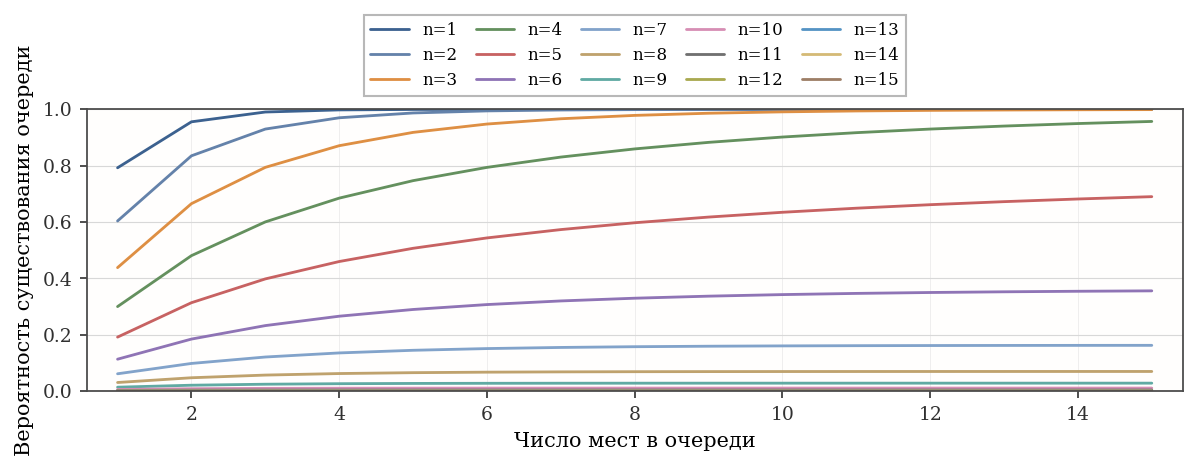 n=1 n=4 n=7 n=10 n=13
n=2 n=5 n=8 n=11 n=14
n=3 n=6 n=9 n=12 n=15
Вероятность существования очереди
1.0
0.8
0.6
0.4
0.2
0.0
2 4 6 8 10 12 14
Число мест в очереди